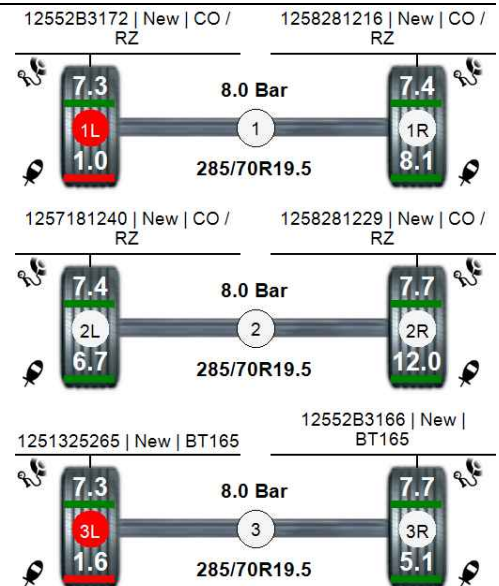 12552B3172 | New | CO /
RZ
1258281216 | New | CO /
RZ
7.3
8.0 Bar
7.4
1L
1
1R
1.0
285/70R19.5
8.1
1257181240 | New | CO /
RZ
1258281229 | New | CO /
RZ
7.4
8.0 Bar
7.7
2L
2
2R
6.7
285/70R19.5
12.0
1251325265 | New | BT165
12552B3166 | New |
BT165
7.3
8.0 Bar
7.7
3L
3
3R
1.6
285/70R19.5
5.1